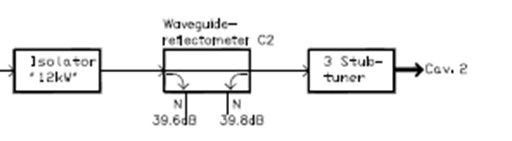 Waveguide-
reflectometer C2
Isolator
"12kW"
3 Stub-
tuner
Cav. 2
N N
39.6dB 39.8dB